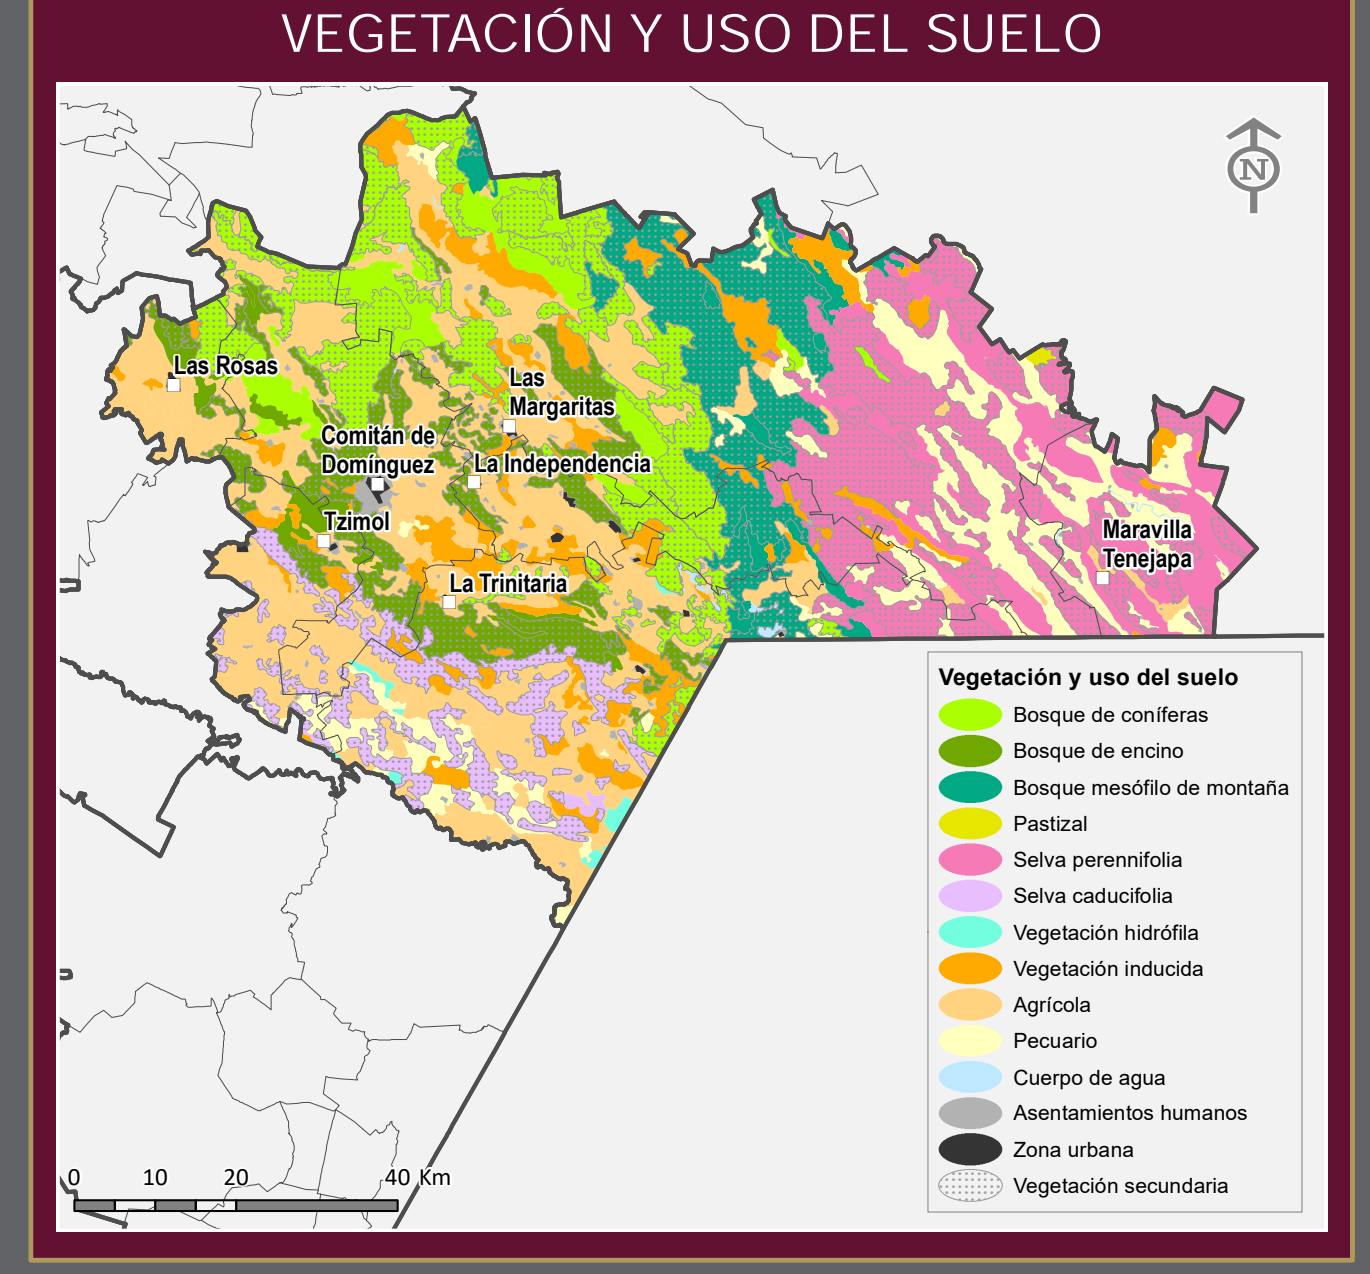 VEGETACIÓN Y USO DEL SUELO
N
Las Rosas
Las
Margaritas
Comitán de
Domínguez
La Independencia
Tzimol
La Trinitaria
Maravilla
Tenejapa
Vegetación y uso del suelo
Bosque de coníferas
Bosque de encino
Bosque mesófilo de montaña
Pastizal
Selva perennifolia
Selva caducifolia
Vegetación hidrófila
Vegetación inducida
Agrícola
Pecuario
Cuerpo de agua
Asentamientos humanos
Zona urbana
Vegetación secundaria
0 10 20 40 Km